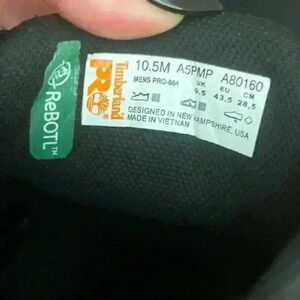 ReBOTL™
Timberland
PRO
10.5M A5PMP A80160
MENS PRO-664 UK EU CM
9.5 43.5 28,5
DESIGNED IN NEW HAMPSHIRE, USA
MADE IN VIETNAM